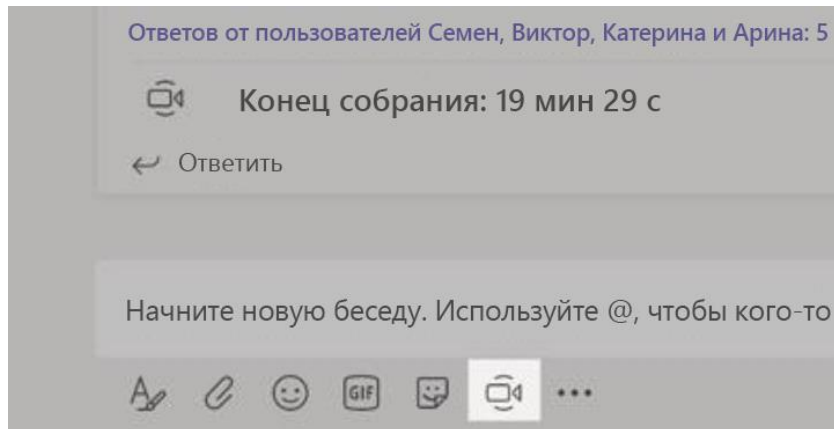 Ответов от пользователей Семен, Виктор, Катерина и Арина: 5
Конец собрания: 19 мин 29 с
Ответить
Начните новую беседу. Используйте @, чтобы кого-то
GIF